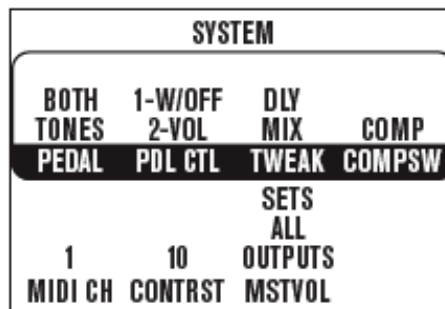 SYSTEM
BOTH 1-W/OFF DLY
TONES 2-VOL MIX COMP
PEDAL PDL CTL TWEAK COMPSW
SETS
ALL
1 10 OUTPUTS
MIDI CH CONTRST MSTVOL